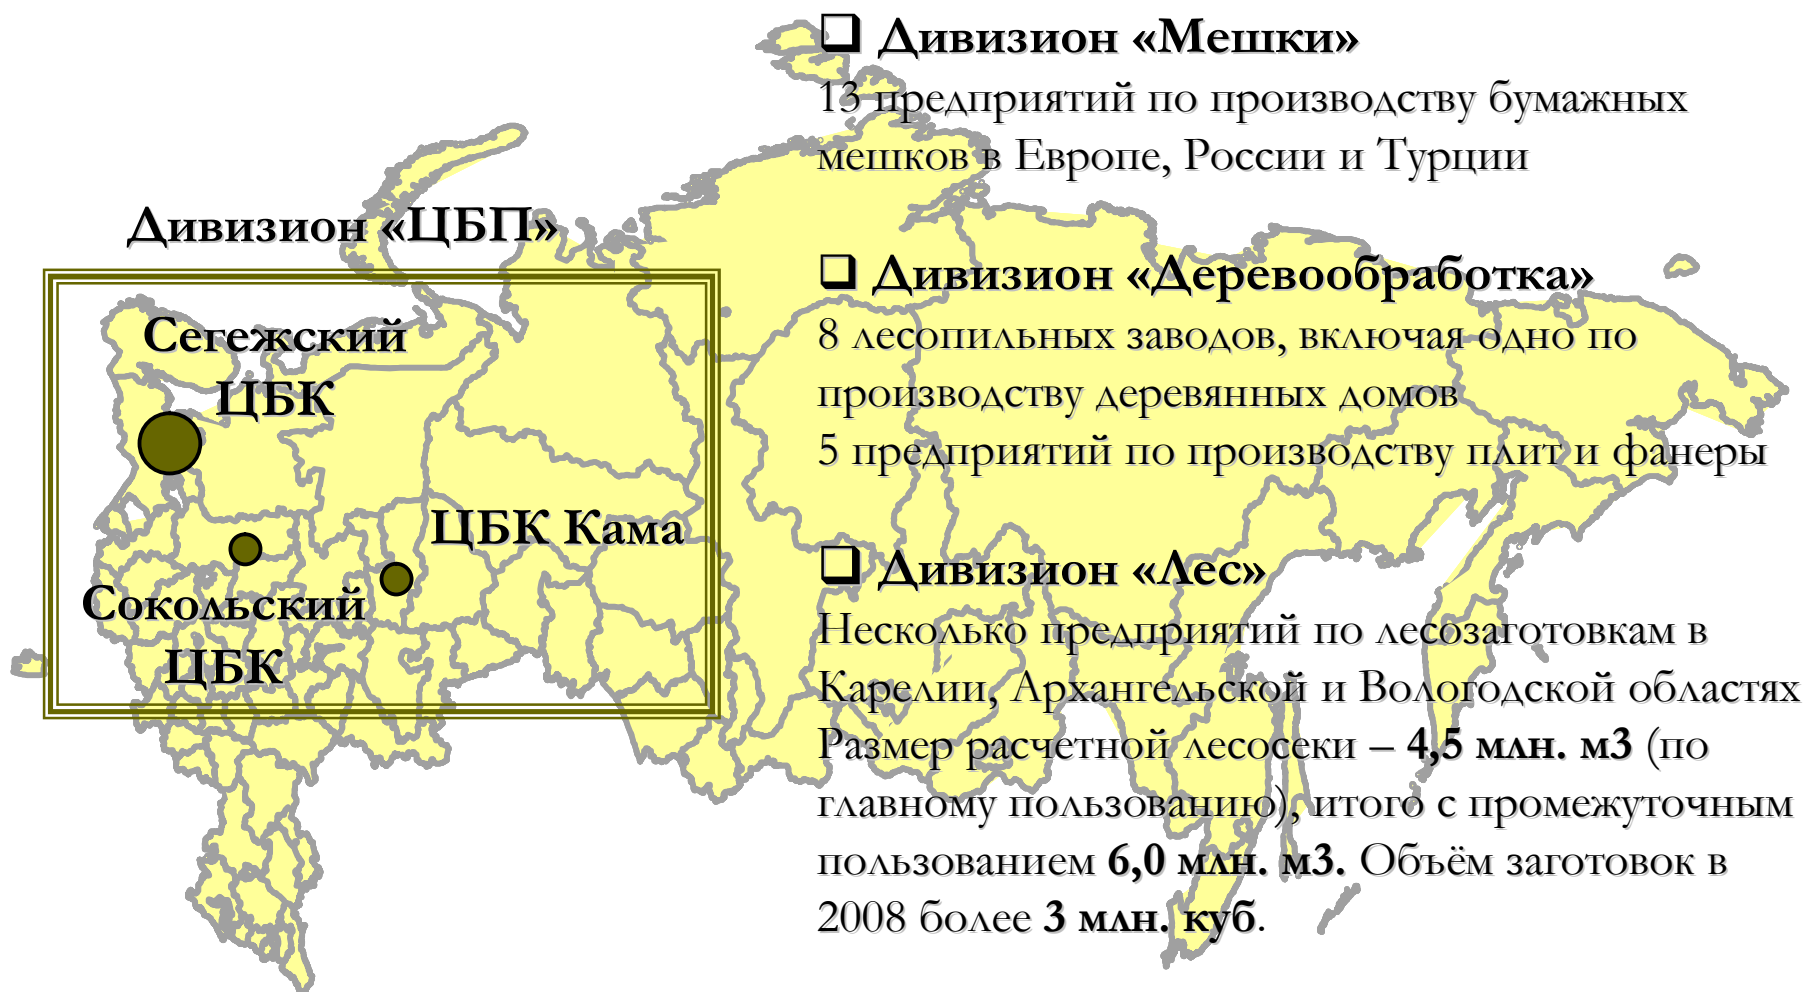 Дивизион «ЦБП»
Сегежский
ЦБК
ЦБК Кама
Сокольский
ЦБК
Дивизион «Мешки»
13 предприятий по производству бумажных
мешков в Европе, России и Турции
Дивизион «Деревообработка»
8 лесопильных заводов, включая одно по
производству деревянных домов
5 предприятий по производству плит и фанеры
Дивизион «Лес»
Несколько предприятий по лесозаготовкам в
Карелии, Архангельской и Вологодской областях
Размер расчетной лесосеки – 4,5 млн. м3 (по
главному пользованию), итого с промежуточным
пользованием 6,0 млн. м3. Объём заготовок в
2008 более 3 млн. куб.